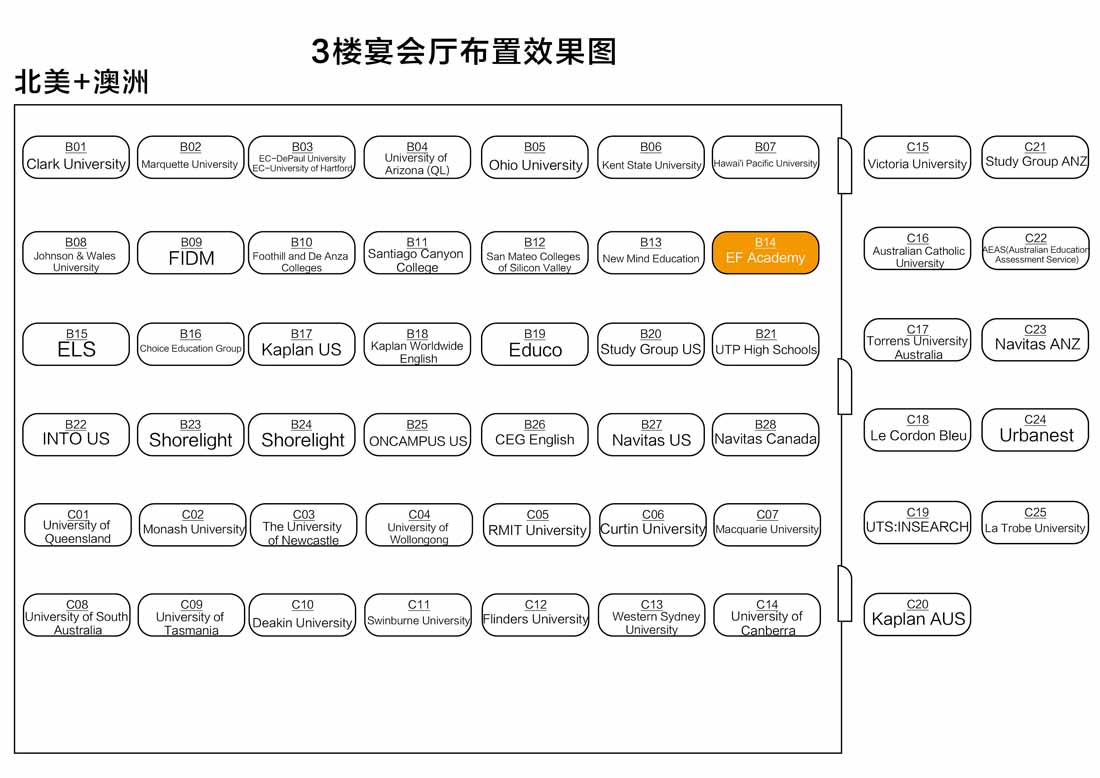 3楼宴会厅布置效果图
北美+澳洲
B01
Clark University
B02
Marquette University
B03
EC-DePaul University
EC-University of Hartford
B04
University of
Arizona (QL)
B05
Ohio University
B06
Kent State University
B07
Hawai'i Pacific University
C15
Victoria University
C21
Study Group ANZ
B08
Johnson & Wales
University
B09
FIDM
B10
Foothill and De Anza
Colleges
B11
Santiago Canyon
College
B12
San Mateo Colleges
of Silicon Valley
B13
New Mind Education
B14
EF Academy
C16
Australian Catholic
University
C22
AEAS(Australian Education
Assessment Service)
B15
ELS
B16
Choice Education Group
B17
Kaplan US
B18
Kaplan Worldwide
English
B19
Educo
B20
Study Group US
B21
UTP High Schools
C17
Torrens University
Australia
C23
Navitas ANZ
B22
INTO US
B23
Shorelight
B24
Shorelight
B25
ONCAMPUS US
B26
CEG English
B27
Navitas US
B28
Navitas Canada
C18
Le Cordon Bleu
C24
Urbanest
C01
University of
Queensland
C02
Monash University
C03
The University
of Newcastle
C04
University of
Wollongong
C05
RMIT University
C06
Curtin University
C07
Macquarie University
C19
UTS:INSEARCH
C25
La Trobe University
C08
University of South
Australia
C09
University of
Tasmania
C10
Deakin University
C11
Swinburne University
C12
Flinders University
C13
Western Sydney
University
C14
University of
Canberra
C20
Kaplan AUS